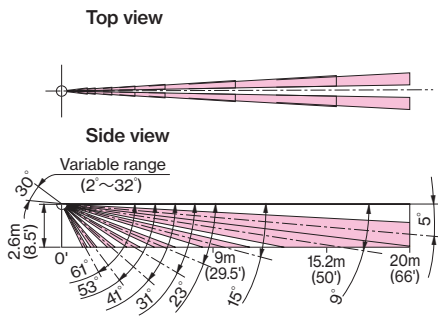 Top view
Side view
Variable range
(2°~32°)
30°
2.6m
(8.5')
0'
61°
53°
41°
31°
23°
15°
9°
5°
9m
(29.5')
15.2m
(50')
20m
(66')